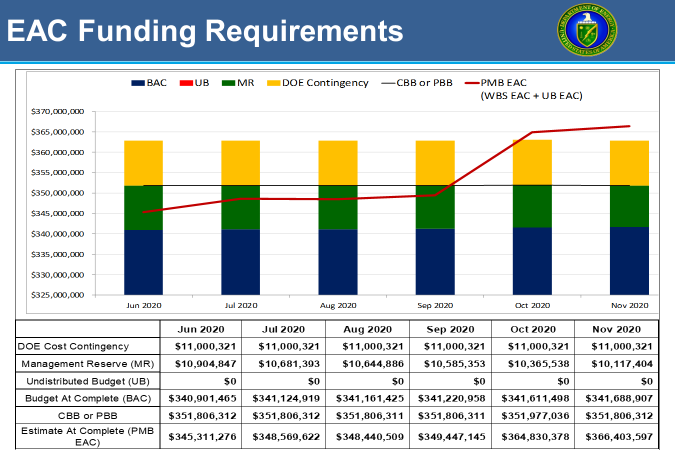 EAC Funding Requirements
BAC UB MR DOE Contingency CBB or PBB PMB EAC
(WBS EAC + UB EAC)
$370,000,000
$365,000,000
$360,000,000
$355,000,000
$350,000,000
$345,000,000
$340,000,000
$335,000,000
$330,000,000
$325,000,000
Jun 2020 Jul 2020 Aug 2020 Sep 2020 Oct 2020 Nov 2020
Jun 2020 Jul 2020 Aug 2020 Sep 2020 Oct 2020 Nov 2020
DOE Cost Contingency $11,000,321 $11,000,321 $11,000,321 $11,000,321 $11,000,321 $11,000,321
Management Reserve (MR) $10,904,847 $10,681,393 $10,644,886 $10,585,353 $10,365,538 $10,117,404
Undistributed Budget (UB) $0 $0 $0 $0 $0 $0
Budget At Complete (BAC) $340,901,465 $341,124,919 $341,161,425 $341,220,958 $341,611,498 $341,688,907
CBB or PBB $351,806,312 $351,806,312 $351,806,311 $351,806,311 $351,977,036 $351,806,312
Estimate At Complete (PMB
EAC) $345,311,276 $348,569,622 $348,440,509 $349,447,145 $364,830,378 $366,403,597